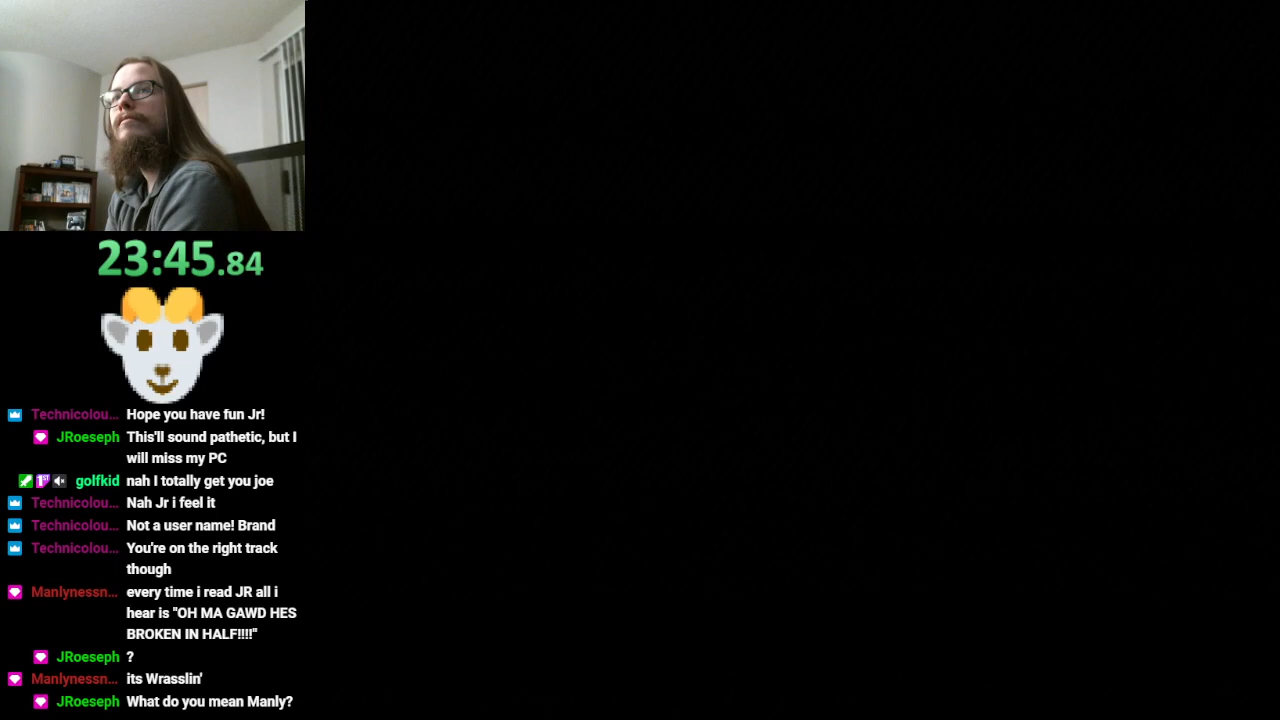 23:45.84
Technicolou... Hope you have fun Jr!
JRoeseph This'll sound pathetic, but I
will miss my PC
golfkid nah I totally get you joe
Technicolou... Nah Jr i feel it
Technicolou... Not a user name! Brand
Technicolou... You're on the right track
though
Manlynessn... every time i read JR all i
hear is "OH MA GAWD HES
BROKEN IN HALF!!!!"
JRoeseph ?
Manlynessn... its Wrasslin'
JRoeseph What do you mean Manly?